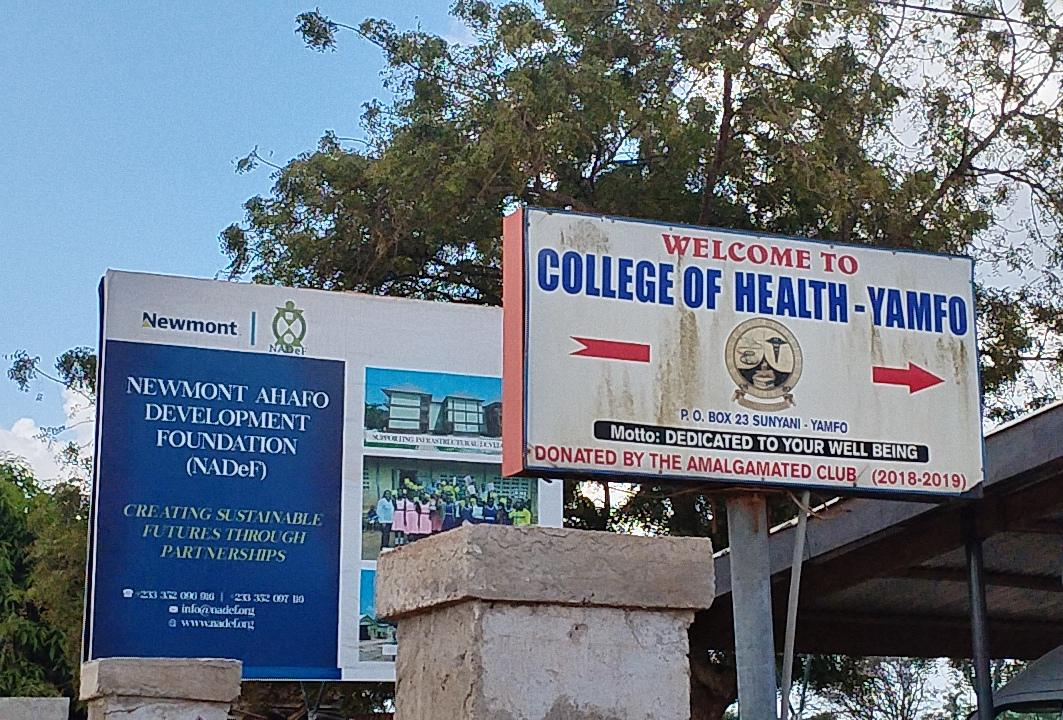 Newmont
NADeF
NEWMONT AHAFO
DEVELOPMENT
FOUNDATION
(NADeF)
CREATING SUSTAINABLE
FUTURES THROUGH
PARTNERSHIPS
info@nadef.org
www.nadef.org
SUPPORTING INFRASTRUCTURAL
WELCOME TO
COLLEGE OF HEALTH - YAMFO
P. O. BOX 23 SUNYANI - YAMFO
Motto: DEDICATED TO YOUR WELL BEING
DONATED BY THE AMALGAMATED CLUB (2018-2019)